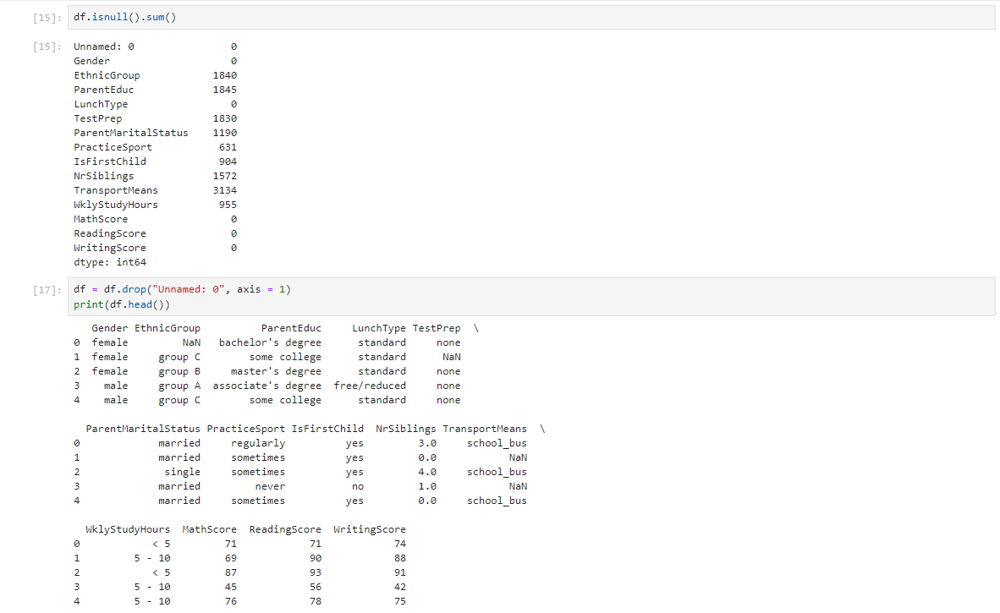 [15]: df.isnull().sum()
[15]: Unnamed: 0 0
Gender 0
EthnicGroup 1840
ParentEduc 1845
LunchType 0
TestPrep 1830
ParentMaritalStatus 1190
PracticeSport 631
IsFirstChild 904
NrSiblings 1572
TransportMeans 3134
WklyStudyHours 955
MathScore 0
ReadingScore 0
WritingScore 0
dtype: int64
[17]: df = df.drop("Unnamed: 0", axis = 1)
print(df.head())
Gender EthnicGroup ParentEduc LunchType TestPrep \
0 female NaN bachelor's degree standard none
1 female group C some college standard NaN
2 female group B master's degree standard none
3 male group A associate's degree free/reduced none
4 male group C some college standard none
ParentMaritalStatus PracticeSport IsFirstChild NrSiblings TransportMeans \
0 married regularly yes 3.0 school_bus
1 married sometimes yes 0.0 NaN
2 single sometimes yes 4.0 school_bus
3 married never no 1.0 NaN
4 married sometimes yes 0.0 school_bus
WklyStudyHours MathScore ReadingScore WritingScore
0 < 5 71 71 74
1 5 - 10 69 90 88
2 < 5 87 93 91
3 5 - 10 45 56 42
4 5 - 10 76 78 75